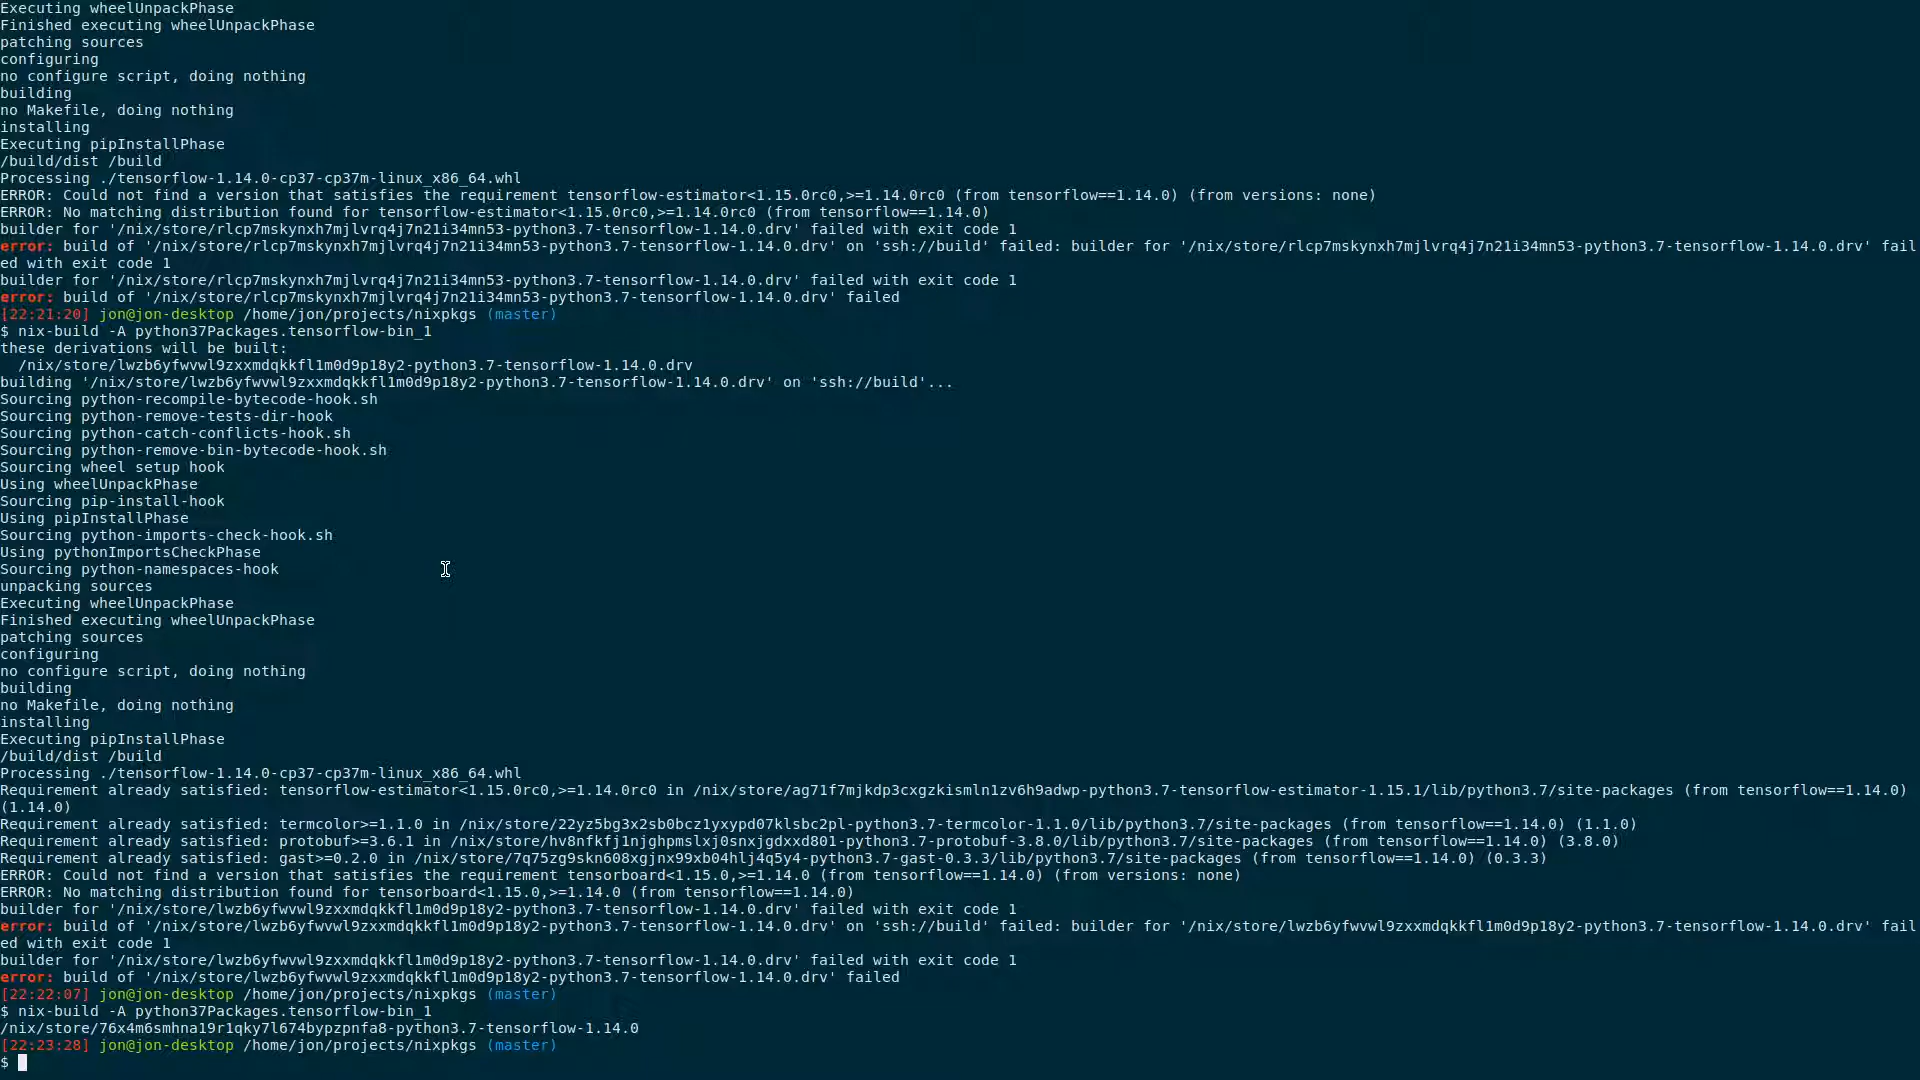 Executing wheelUnpackPhase
Finished executing wheelUnpackPhase
patching sources
configuring
no configure script, doing nothing
building
no Makefile, doing nothing
installing
Executing pipInstallPhase
/build/dist /build
Processing ./tensorflow-1.14.0-cp37-cp37m-linux_x86_64.whl
ERROR: Could not find a version that satisfies the requirement tensorflow-estimator<1.15.0rc0,>=1.14.0rc0 (from tensorflow==1.14.0) (from versions: none)
ERROR: No matching distribution found for tensorflow-estimator<1.15.0rc0,>=1.14.0rc0 (from tensorflow==1.14.0)
builder for '/nix/store/rlcp7mskynxh7mjlvrq4j7n21i34mn53-python3.7-tensorflow-1.14.0.drv' failed with exit code 1
error: build of '/nix/store/rlcp7mskynxh7mjlvrq4j7n21i34mn53-python3.7-tensorflow-1.14.0.drv' on 'ssh://build' failed: builder for '/nix/store/rlcp7mskynxh7mjlvrq4j7n21i34mn53-python3.7-tensorflow-1.14.0.drv' fail
ed with exit code 1
builder for '/nix/store/rlcp7mskynxh7mjlvrq4j7n21i34mn53-python3.7-tensorflow-1.14.0.drv' failed with exit code 1
error: build of '/nix/store/rlcp7mskynxh7mjlvrq4j7n21i34mn53-python3.7-tensorflow-1.14.0.drv' failed
[22:21:20] jon@jon-desktop /home/jon/projects/nixpkgs (master)
$ nix-build -A python37Packages.tensorflow-bin_1
these derivations will be built:
  /nix/store/lwzb6yfwvwl9zxxmdqkkfl1m0d9p18y2-python3.7-tensorflow-1.14.0.drv
building '/nix/store/lwzb6yfwvwl9zxxmdqkkfl1m0d9p18y2-python3.7-tensorflow-1.14.0.drv' on 'ssh://build'...
Sourcing python-recompile-bytecode-hook.sh
Sourcing python-remove-tests-dir-hook
Sourcing python-catch-conflicts-hook.sh
Sourcing python-remove-bin-bytecode-hook.sh
Sourcing wheel setup hook
Using wheelUnpackPhase
Sourcing pip-install-hook
Using pipInstallPhase
Sourcing python-imports-check-hook.sh
Using pythonImportsCheckPhase
Sourcing python-namespaces-hook
unpacking sources
Executing wheelUnpackPhase
Finished executing wheelUnpackPhase
patching sources
configuring
no configure script, doing nothing
building
no Makefile, doing nothing
installing
Executing pipInstallPhase
/build/dist /build
Processing ./tensorflow-1.14.0-cp37-cp37m-linux_x86_64.whl
Requirement already satisfied: tensorflow-estimator<1.15.0rc0,>=1.14.0rc0 in /nix/store/ag71f7mjkdp3cxgzkismln1zv6h9adwp-python3.7-tensorflow-estimator-1.15.1/lib/python3.7/site-packages (from tensorflow==1.14.0)
(1.14.0)
Requirement already satisfied: termcolor>=1.1.0 in /nix/store/22yz5bg3x2sb0bcz1yxypd07klsbc2pl-python3.7-termcolor-1.1.0/lib/python3.7/site-packages (from tensorflow==1.14.0) (1.1.0)
Requirement already satisfied: protobuf>=3.6.1 in /nix/store/hv8nfkfj1njghpmslxj0snxjgdxxd801-python3.7-protobuf-3.8.0/lib/python3.7/site-packages (from tensorflow==1.14.0) (3.8.0)
Requirement already satisfied: gast>=0.2.0 in /nix/store/7q75zg9skn608xgjnx99xb04hlj4q5y4-python3.7-gast-0.3.3/lib/python3.7/site-packages (from tensorflow==1.14.0) (0.3.3)
ERROR: Could not find a version that satisfies the requirement tensorboard<1.15.0,>=1.14.0 (from tensorflow==1.14.0) (from versions: none)
ERROR: No matching distribution found for tensorboard<1.15.0,>=1.14.0 (from tensorflow==1.14.0)
builder for '/nix/store/lwzb6yfwvwl9zxxmdqkkfl1m0d9p18y2-python3.7-tensorflow-1.14.0.drv' failed with exit code 1
error: build of '/nix/store/lwzb6yfwvwl9zxxmdqkkfl1m0d9p18y2-python3.7-tensorflow-1.14.0.drv' on 'ssh://build' failed: builder for '/nix/store/lwzb6yfwvwl9zxxmdqkkfl1m0d9p18y2-python3.7-tensorflow-1.14.0.drv' fail
ed with exit code 1
builder for '/nix/store/lwzb6yfwvwl9zxxmdqkkfl1m0d9p18y2-python3.7-tensorflow-1.14.0.drv' failed with exit code 1
error: build of '/nix/store/lwzb6yfwvwl9zxxmdqkkfl1m0d9p18y2-python3.7-tensorflow-1.14.0.drv' failed
[22:22:07] jon@jon-desktop /home/jon/projects/nixpkgs (master)
$ nix-build -A python37Packages.tensorflow-bin_1
/nix/store/76x4m6smhna19r1qky7l674bypzpnfa8-python3.7-tensorflow-1.14.0
[22:23:28] jon@jon-desktop /home/jon/projects/nixpkgs (master)
$